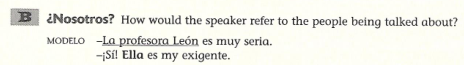 B ¿Nosotros? How would the speaker refer to the people being talked about?
MODELO –La profesora León es muy seria.
–¡Sí! Ella es my exigente.